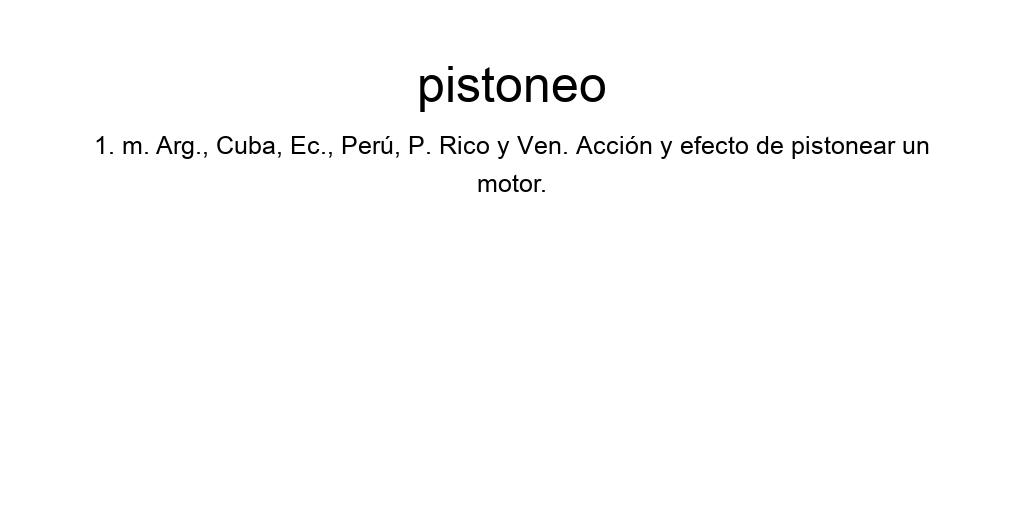 pistoneo
1. m. Arg., Cuba, Ec., Perú, P. Rico y Ven. Acción y efecto de pistonear un
motor.